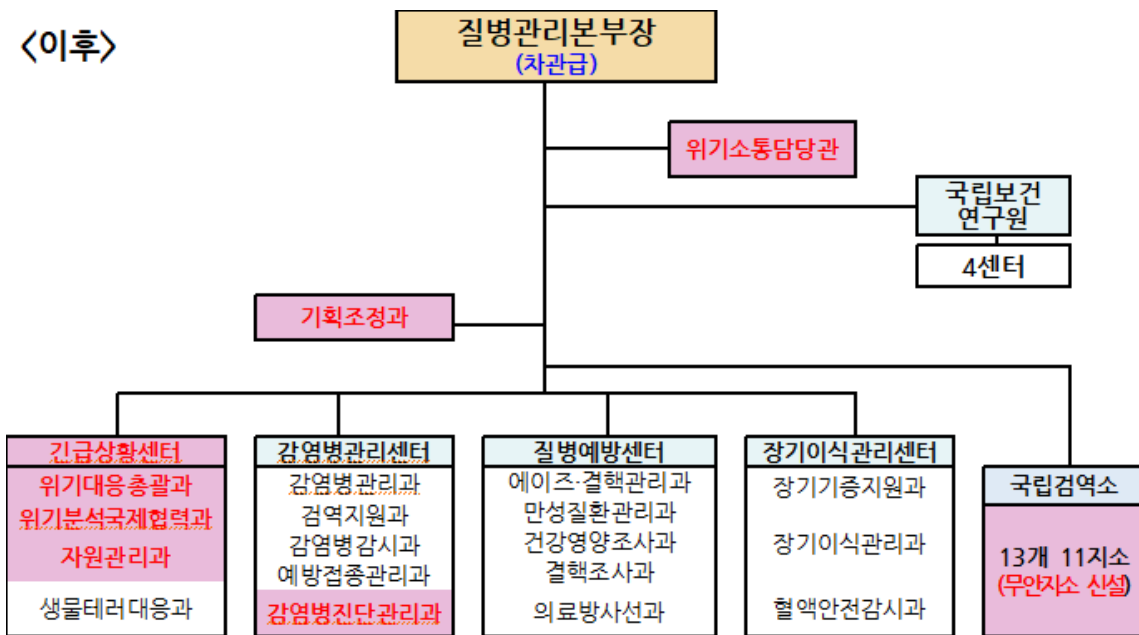 <이후>
질병관리본부장
(차관급)
위기소통담당관
국립보건
연구원
4센터
기획조정과
긴급상황센터
위기대응총괄과
위기분석국제협력과
자원관리과
생물테러대응과
감염병관리센터
감염병관리과
검역지원과
감염병감시과
예방접종관리과
감염병진단관리과
질병예방센터
에이즈·결핵관리과
만성질환관리과
건강영양조사과
결핵조사과
의료방사선과
장기이식관리센터
장기기증지원과
장기이식관리과
혈액안전감시과
국립검역소
13개 11지소
(무안지소 신설)